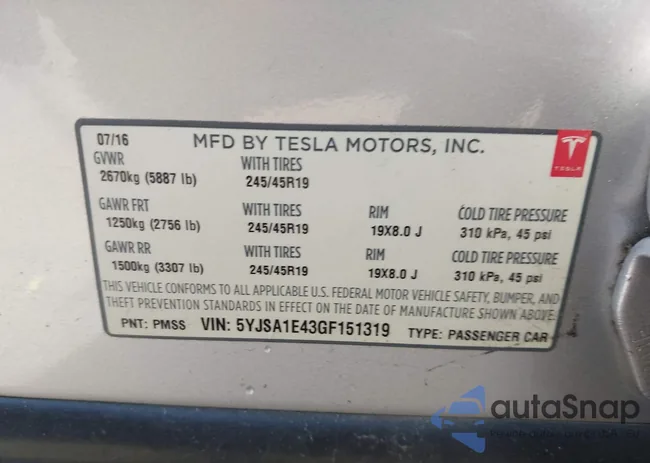 07/16 MFD BY TESLA MOTORS, INC.
TESLA
GVWR WITH TIRES
2670kg (5887 lb) 245/45R19
GAWR FRT WITH TIRES RIM COLD TIRE PRESSURE
1250kg (2756 lb) 245/45R19 19X8.0 J 310 kPa, 45 psi
GAWR RR WITH TIRES RIM COLD TIRE PRESSURE
1500kg (3307 lb) 245/45R19 19X8.0 J 310 kPa, 45 psi
THIS VEHICLE CONFORMS TO ALL APPLICABLE U.S. FEDERAL MOTOR VEHICLE SAFETY, BUMPER, AND
THEFT PREVENTION STANDARDS IN EFFECT ON THE DATE OF MANUFACTURE SHOWN ABOVE.
PNT: PMSS VIN: 5YJSA1E43GF151319 TYPE: PASSENGER CAR
autaSnap